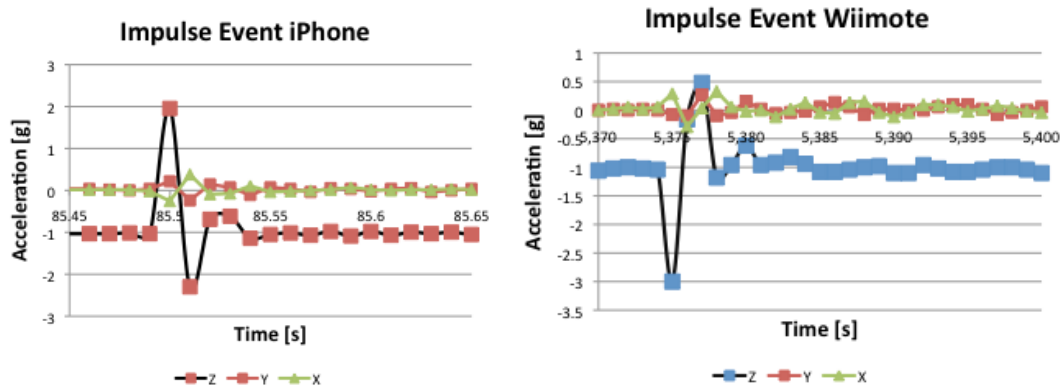 Impulse Event iPhone
3
2
1
0
-1
-2
-3
Acceleration [g]
85.45 85.5 85.55 85.6 85.65
Time [s]
Z Y X
Impulse Event Wiimote
1
0.5
0
-0.5
-1
-1.5
-2
-2.5
-3
-3.5
Acceleratin [g]
5,370 5,375 5,380 5,385 5,390 5,395 5,400
Time [s]
Z Y X